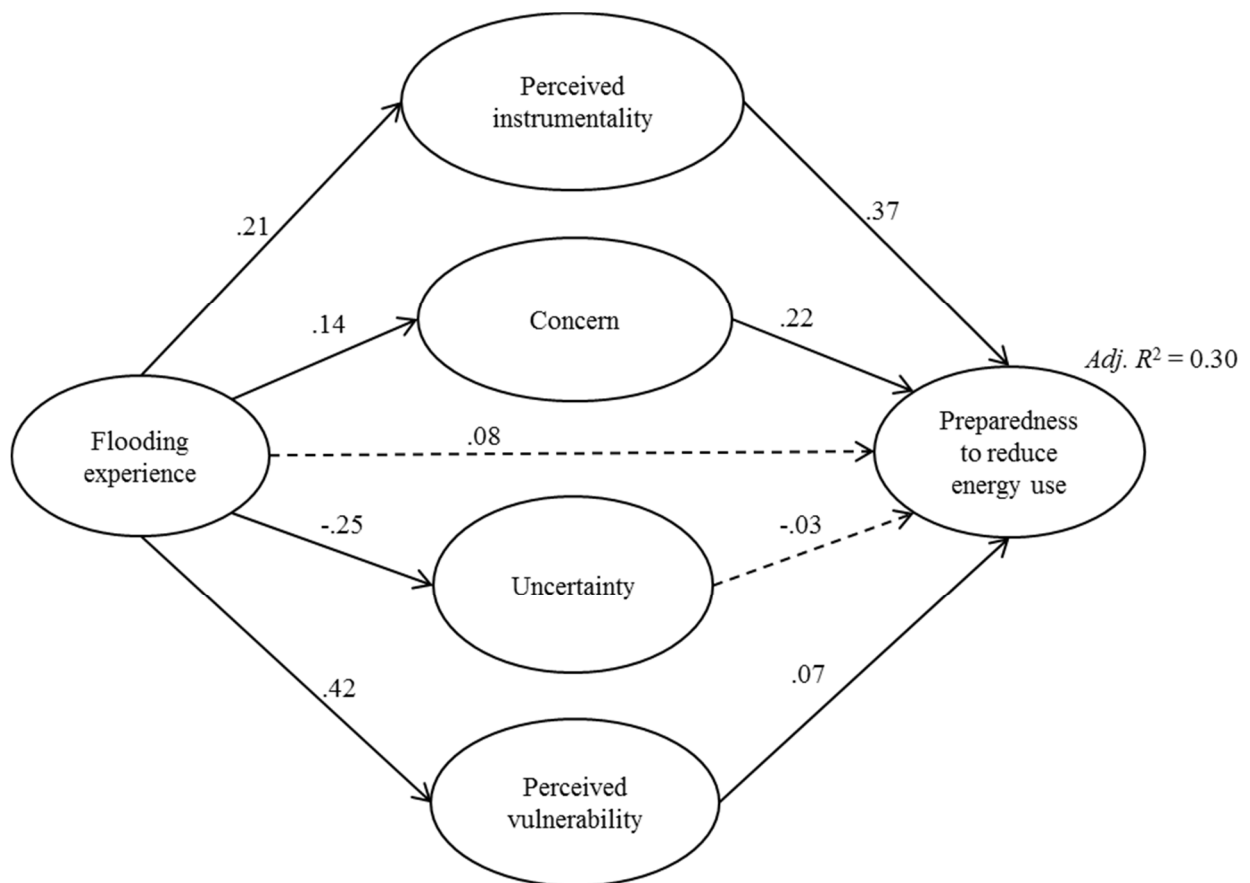 Perceived
instrumentality
.21
.37
Concern
.14
.22
Adj. R² = 0.30
Flooding
experience
.08
Preparedness
to reduce
energy use
-.25
-.03
Uncertainty
.42
.07
Perceived
vulnerability